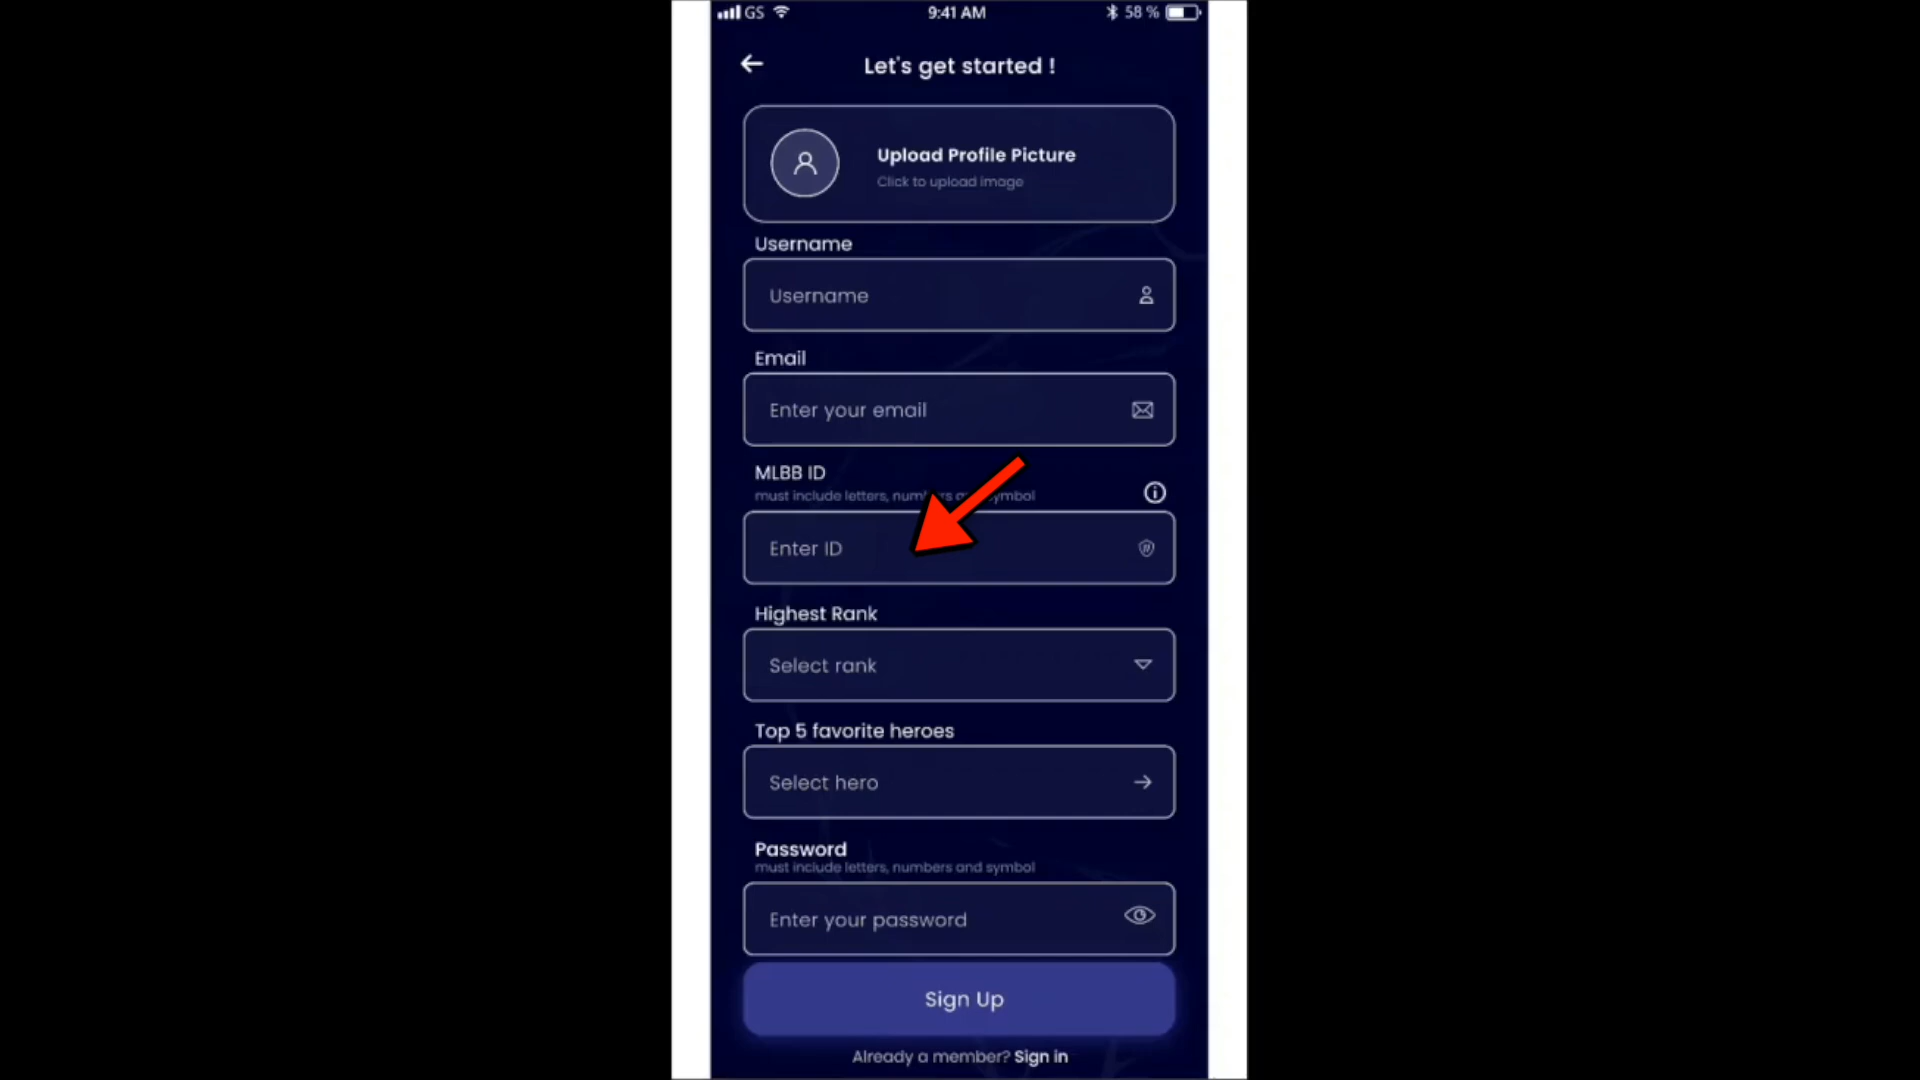 GS 9:41 AM 58 %
Let's get started !
Upload Profile Picture
Click to upload image
Username
Username
Email
Enter your email
MLBB ID
must include letters, symbol
Enter ID
Highest Rank
Select rank
Top 5 favorite heroes
Select hero
Password
must include letters, numbers and symbol
Enter your password
Sign Up
Already a member? Sign in